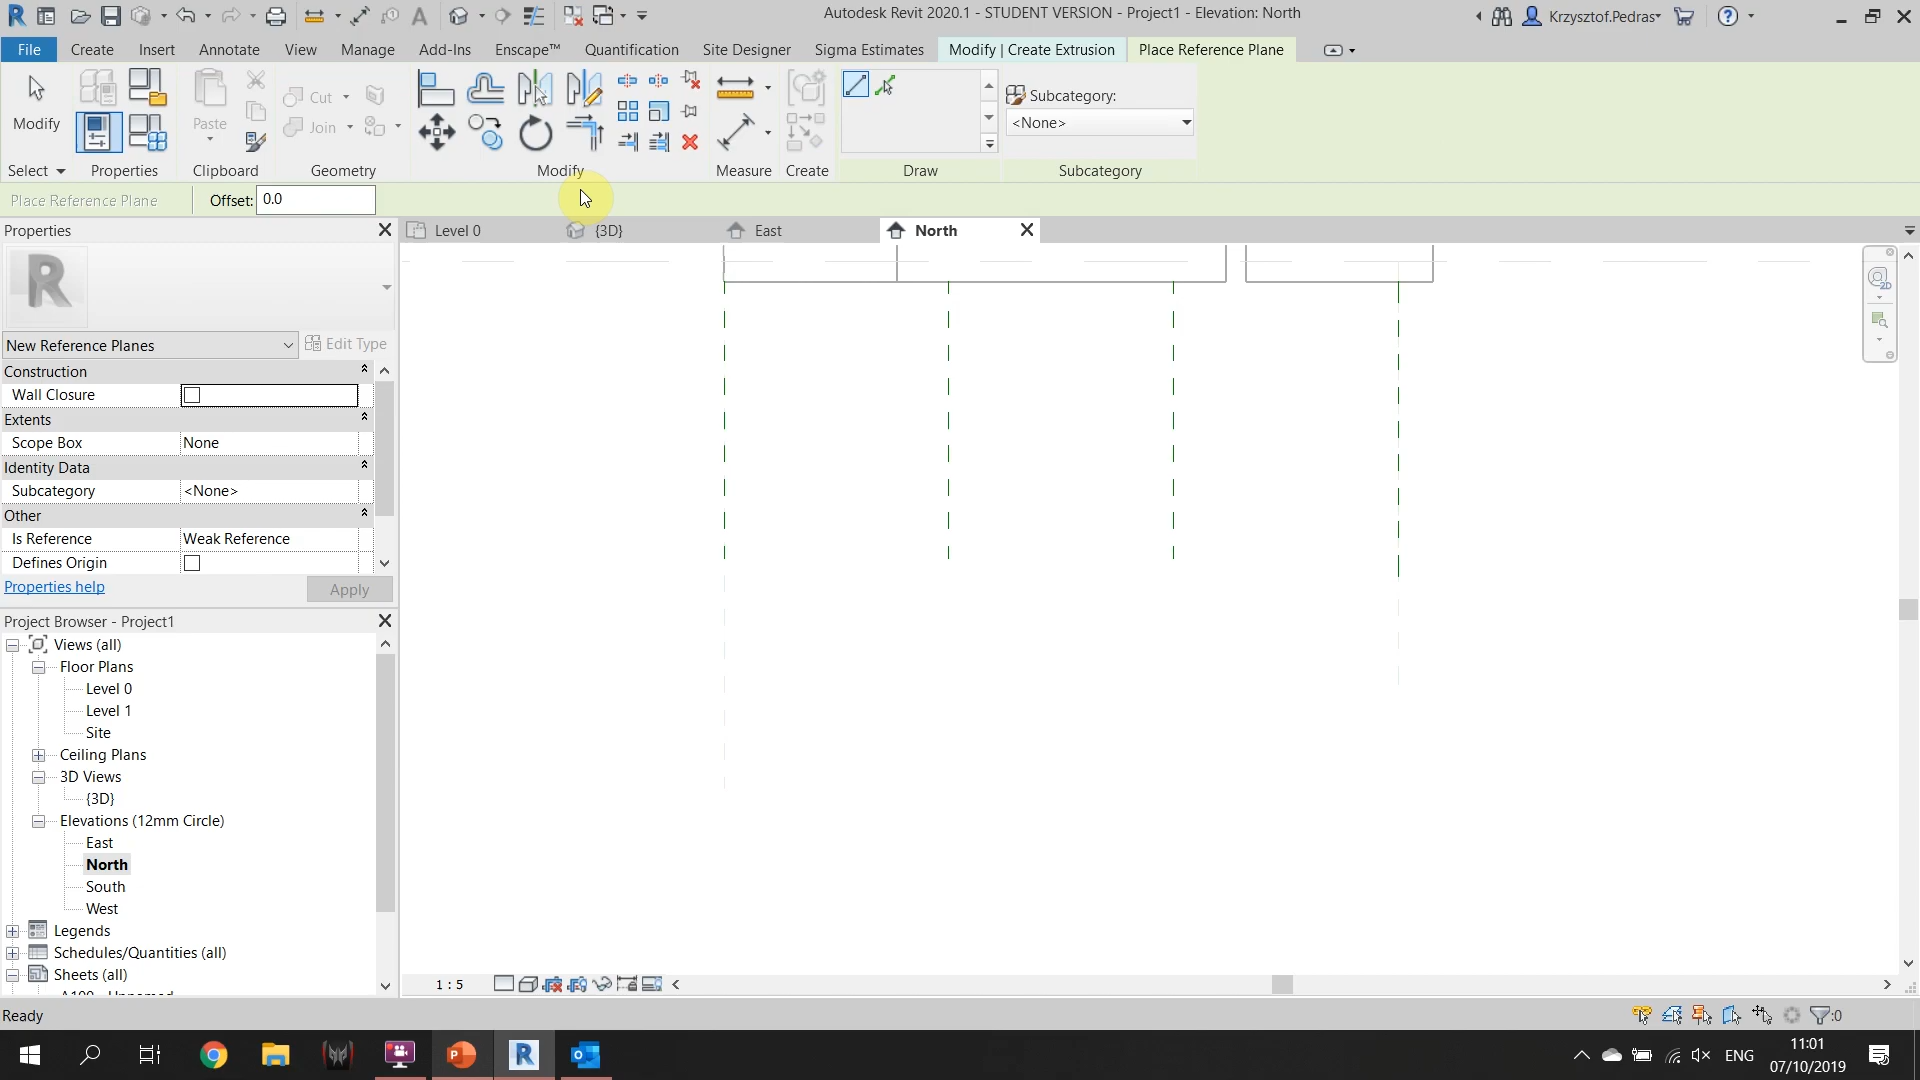 Autodesk Revit 2020.1 - STUDENT VERSION - Project1 - Elevation: North
Krzysztof.Pedras
File Create Insert Annotate View Manage Add-Ins Enscape™ Quantification Site Designer Sigma Estimates Modify | Create Extrusion Place Reference Plane
Modify
Paste
Cut
Join
Subcategory:
<None>
Select Properties Clipboard Geometry Modify Measure Create Draw Subcategory
Place Reference Plane Offset: 0.0
Properties
Level 0 {3D} East North
R
2D
New Reference Planes Edit Type
Construction
Wall Closure
Extents
Scope Box None
Identity Data
Subcategory <None>
Other
Is Reference Weak Reference
Defines Origin
Properties help Apply
Project Browser - Project1
Views (all)
Floor Plans
Level 0
Level 1
Site
Ceiling Plans
3D Views
{3D}
Elevations (12mm Circle)
East
North
South
West
Legends
Schedules/Quantities (all)
Sheets (all)
A100 - Unnamed
1 : 5
Ready
:0
ENG
11:01
07/10/2019